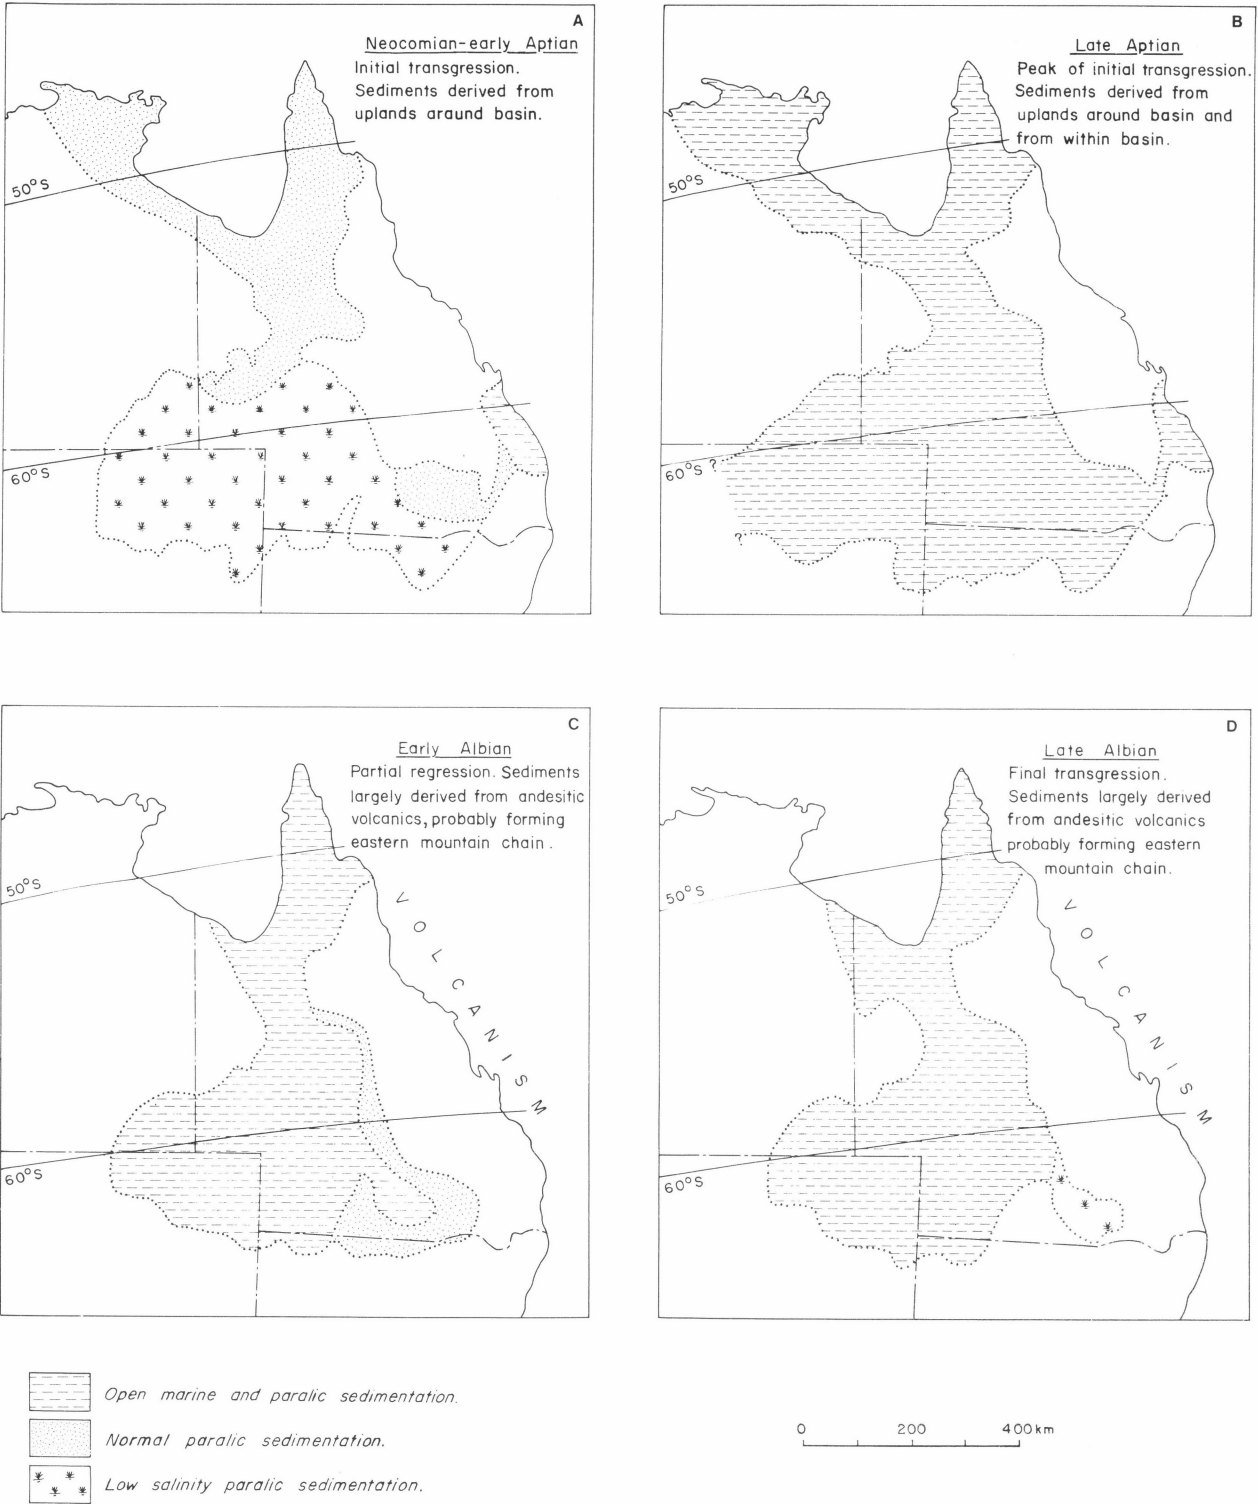 A
Neocomian-early Aptian
Initial transgression.
Sediments derived from
uplands araund basin.
50°S
60°S
B
Late Aptian
Peak of initial transgression.
Sediments derived from
uplands around basin and
from within basin.
50°S
60°S ?
?
C
Early Albian
Partial regression. Sediments
largely derived from andesitic
volcanics, probably forming
eastern mountain chain.
50°S
VOLCANISM
60°S
D
Late Albian
Final transgression.
Sediments largely derived
from andesitic volcanics
probably forming eastern
mountain chain.
50°S
VOLCANISM
60°S
Open marine and paralic sedimentation.
Normal paralic sedimentation.
Low salinity paralic sedimentation.
0 200 400 km